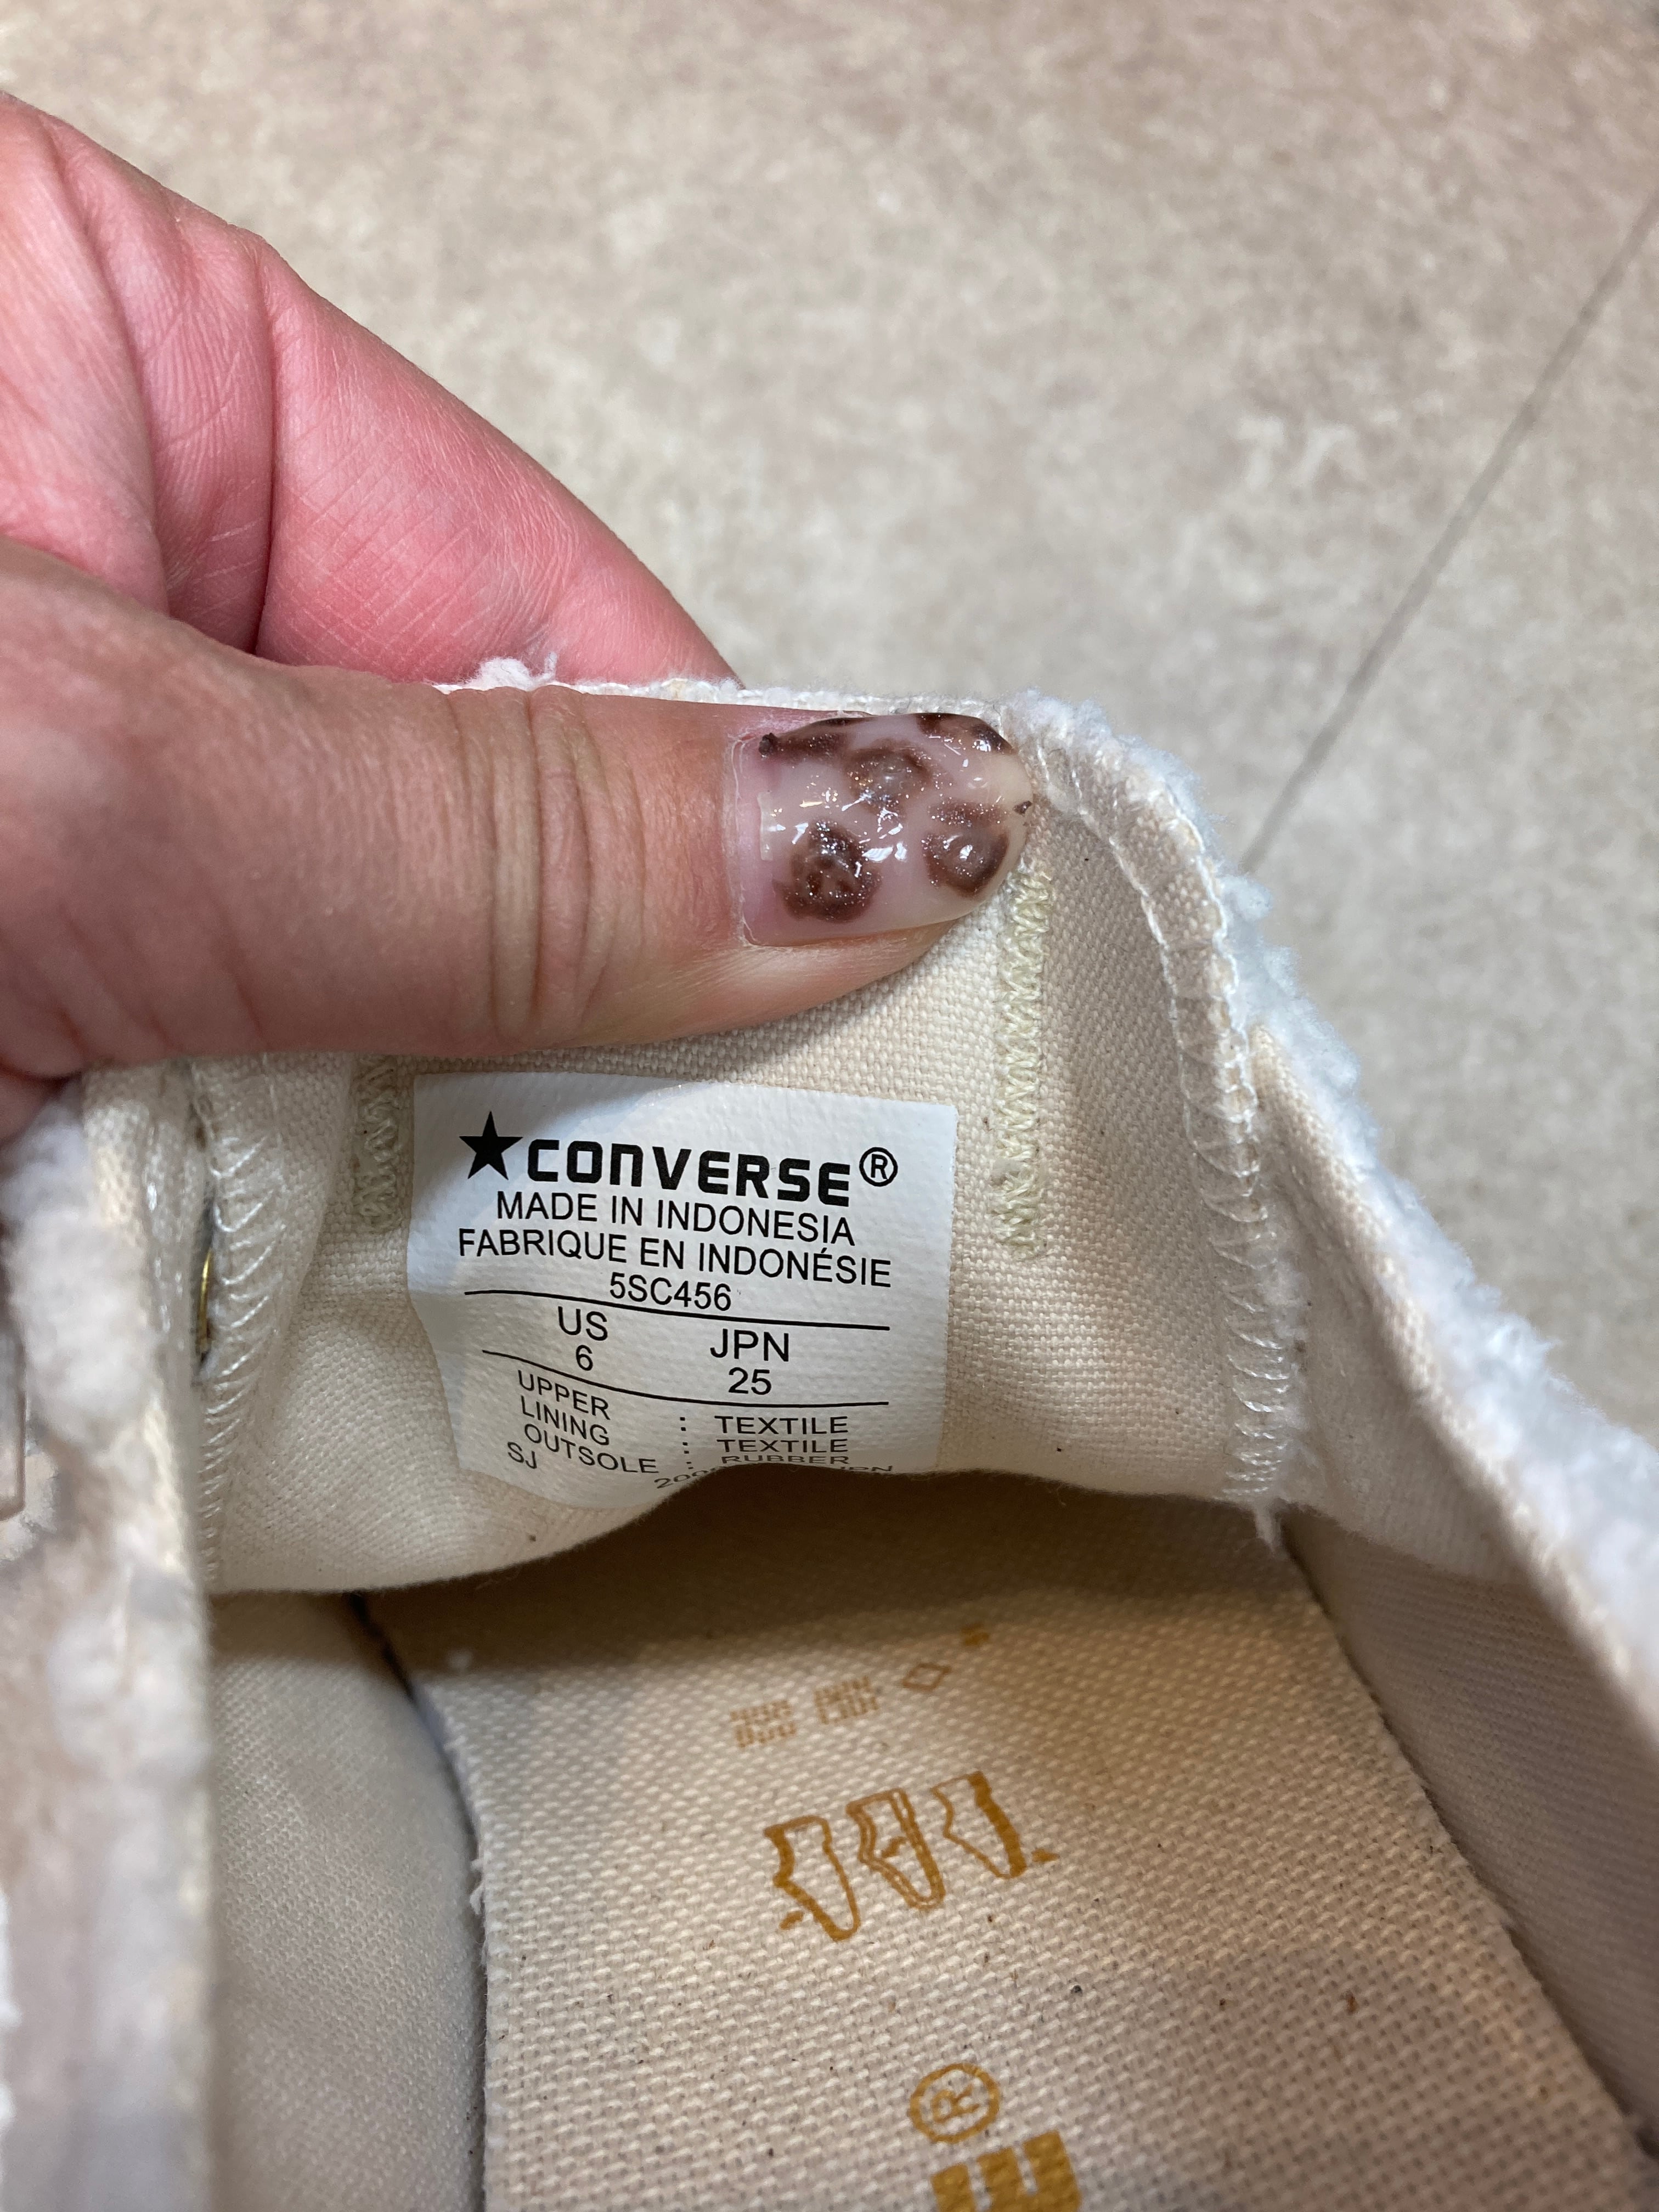 ★CONVERSE®
MADE IN INDONESIA
FABRIQUE EN INDONÉSIE
5SC456
US JPN
6 25
UPPER : TEXTILE
LINING : TEXTILE
OUTSOLE : RUBBER
SJ
®